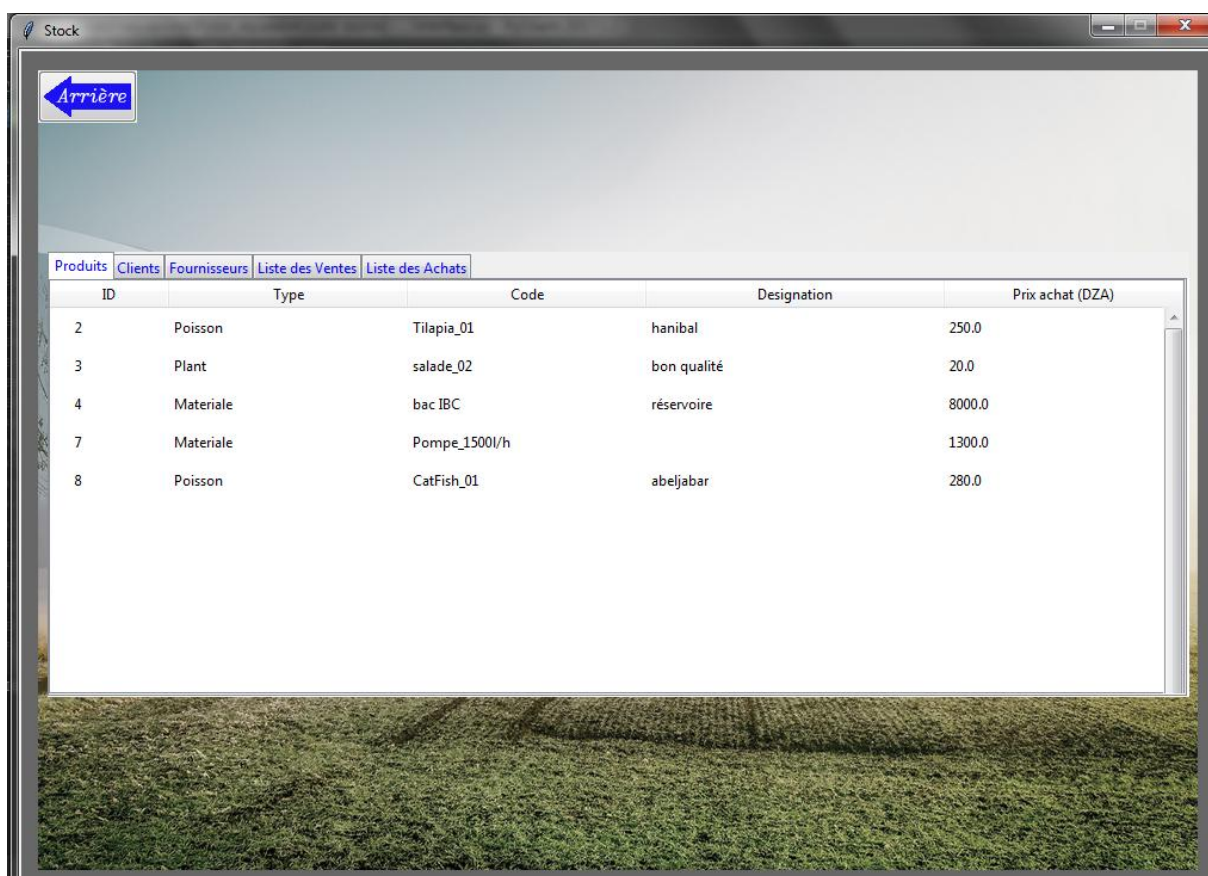 Stock
Arrière
Produits Clients Fournisseurs Liste des Ventes Liste des Achats
ID Type Code Designation Prix achat (DZA)
2 Poisson Tilapia_01 hanibal 250.0
3 Plant salade_02 bon qualité 20.0
4 Materiale bac IBC réservoire 8000.0
7 Materiale Pompe_1500l/h 1300.0
8 Poisson CatFish_01 abeljabar 280.0